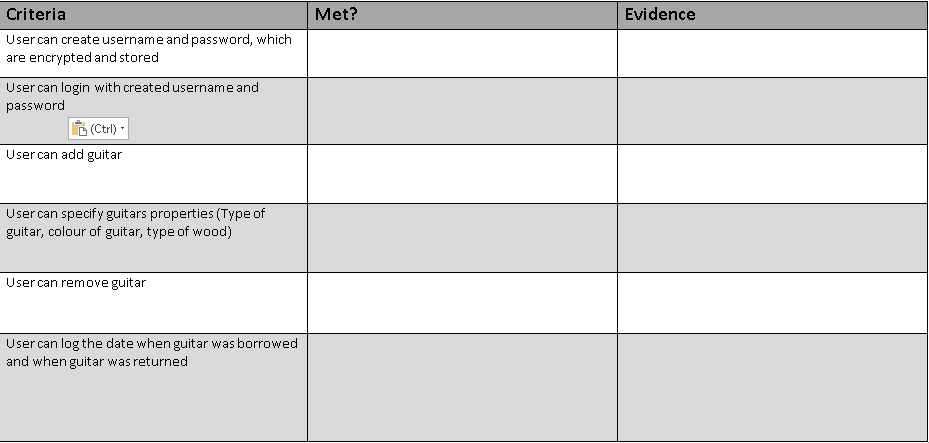 Criteria Met? Evidence
User can create username and password, which
are encrypted and stored
User can login with created username and
password
(Ctrl)
User can add guitar
User can specify guitars properties (Type of
guitar, colour of guitar, type of wood)
User can remove guitar
User can log the date when guitar was borrowed
and when guitar was returned